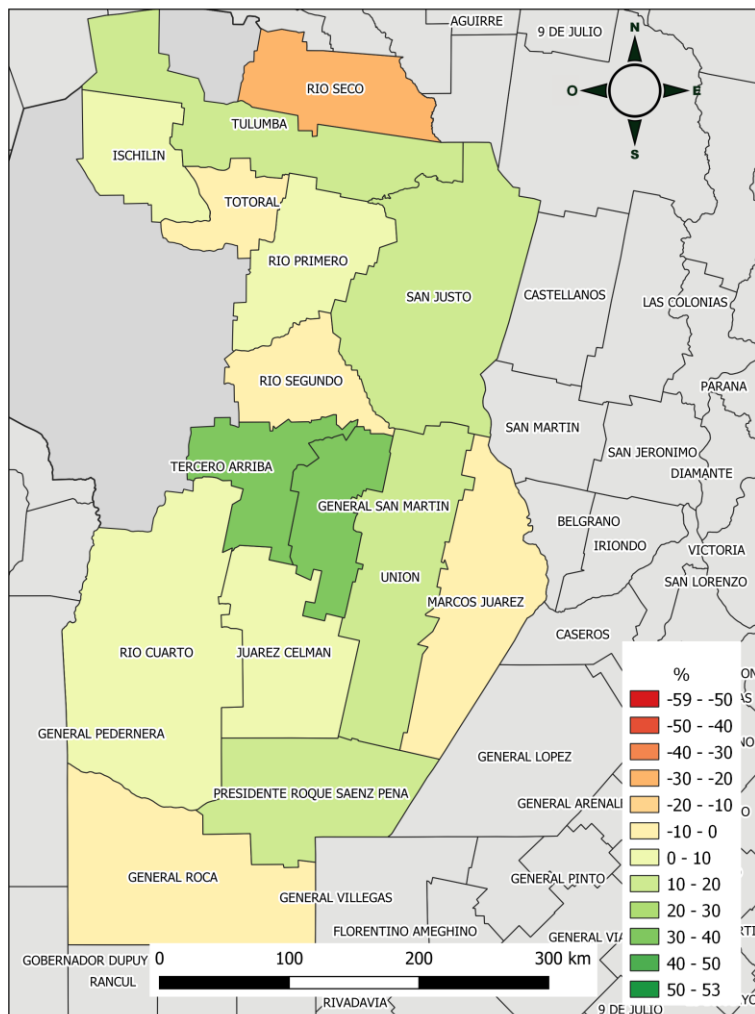 AGUIRRE
9 DE JULIO
N
O
E
S
RIO SECO
TULUMBA
ISCHILIN
TOTORAL
RIO PRIMERO
SAN JUSTO
CASTELLANOS
LAS COLONIAS
RIO SEGUNDO
PARANA
SAN MARTIN
SAN JERONIMO
TERCERO ARRIBA
DIAMANTE
GENERAL SAN MARTIN
BELGRANO
IRIONDO
VICTORIA
UNION
SAN LORENZO
MARCOS JUAREZ
CASEROS
RIO CUARTO
JUAREZ CELMAN
GENERAL PEDERNERA
GENERAL LOPEZ
PRESIDENTE ROQUE SAENZ PENA
GENERAL ARENAL
GENERAL ROCA
GENERAL VILLEGAS
GENERAL PINTO
FLORENTINO AMEGHINO
GENERAL VIA
GOBERNADOR DUPUY
RANCUL
RIVADAVIA
9 DE JULIO
%
-59 - -50
-50 - -40
-40 - -30
-30 - -20
-20 - -10
-10 - 0
0 - 10
10 - 20
20 - 30
30 - 40
40 - 50
50 - 53
0 100 200 300 km